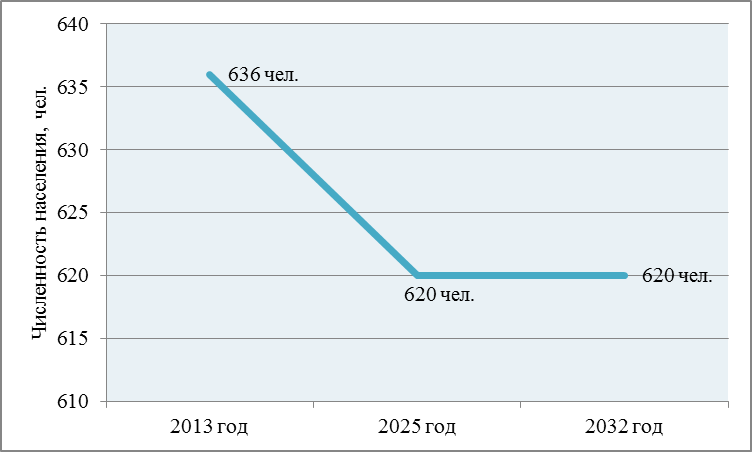 Численность населения, чел.
640
635
630
625
620
615
610
636 чел.
620 чел.
620 чел.
2013 год
2025 год
2032 год